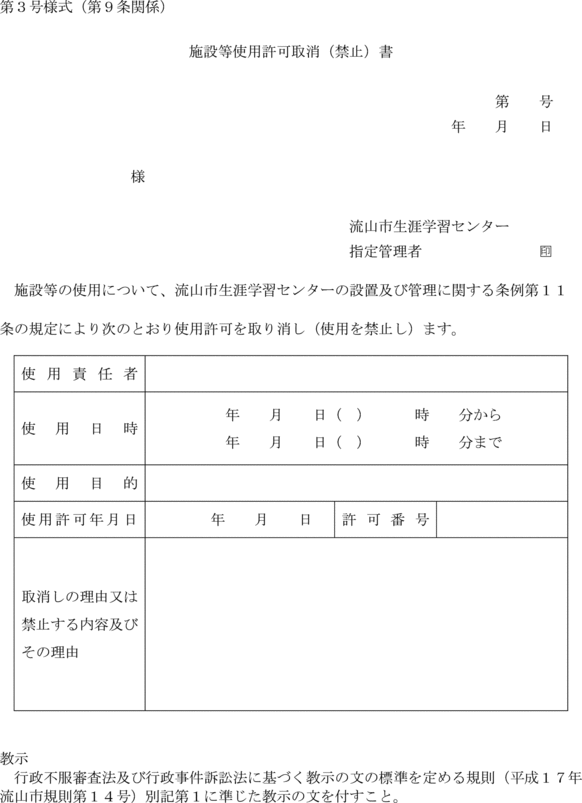 第３号様式（第９条関係）
施設等使用許可取消（禁止）書
第　　号
年　　月　　日
様
流山市生涯学習センター
指定管理者　　　　　　　　㊞
施設等の使用について、流山市生涯学習センターの設置及び管理に関する条例第１１
条の規定により次のとおり使用許可を取り消し（使用を禁止し）ます。
使用責任者
使用日時　　年　　月　　日（　）　　　時　　分から
年　　月　　日（　）　　　時　　分まで
使用目的
使用許可年月日　　年　　月　　日　許可番号
取消しの理由又は
禁止する内容及び
その理由
教示
行政不服審査法及び行政事件訴訟法に基づく教示の文の標準を定める規則（平成１７年
流山市規則第１４号）別記第１に準じた教示の文を付すこと。